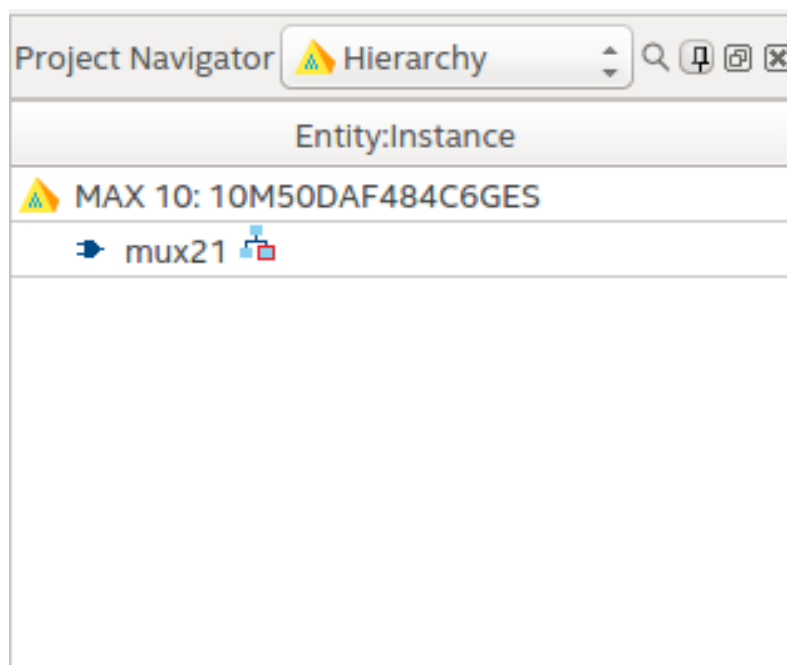 Project Navigator Hierarchy
Entity:Instance
MAX 10: 10M50DAF484C6GES
mux21